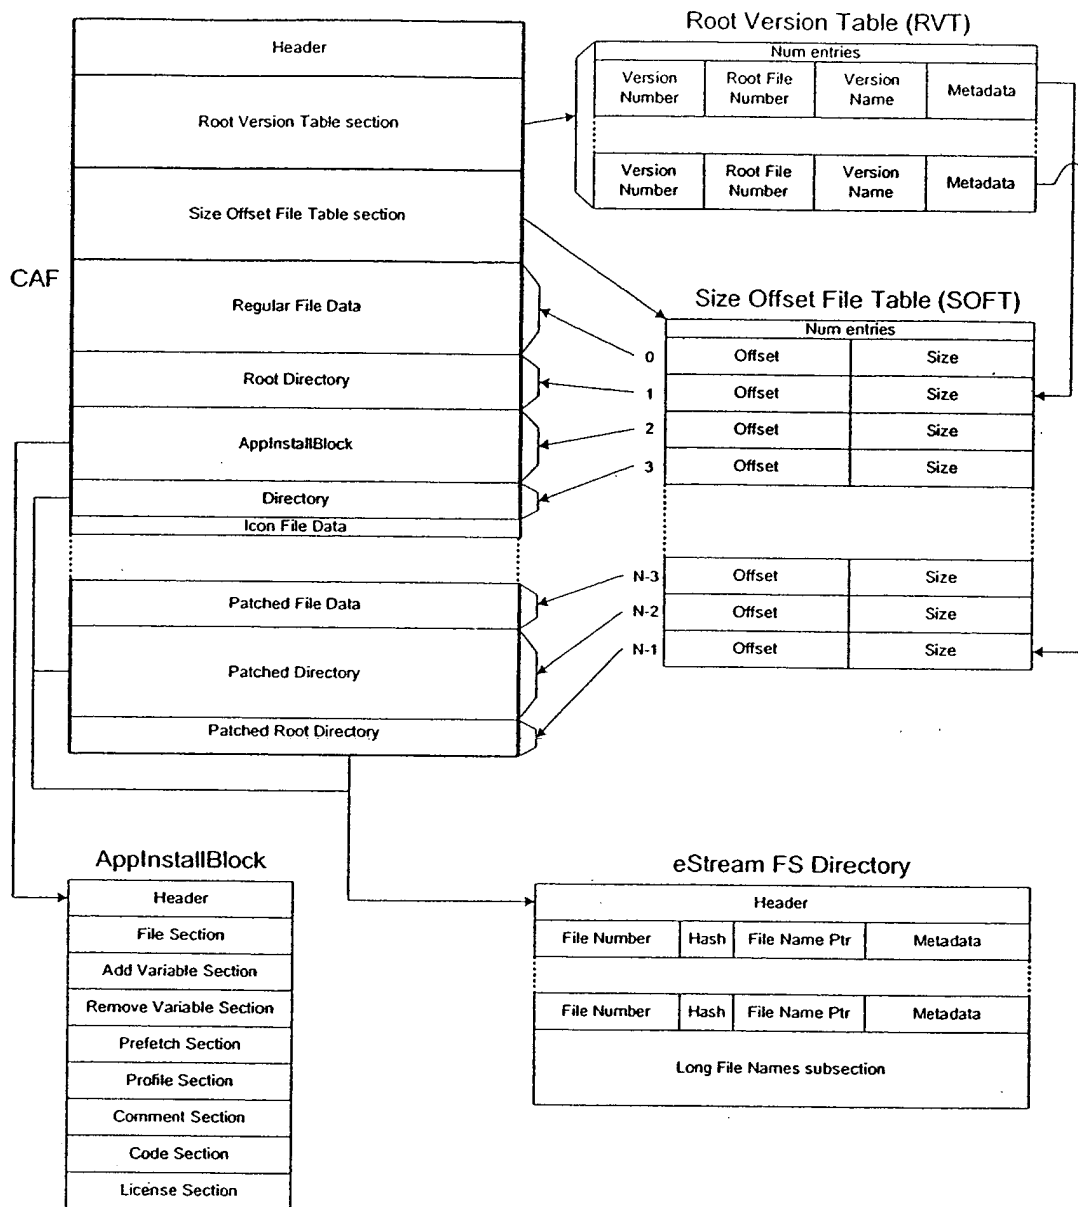 CAF
Header
Root Version Table section
Size Offset File Table section
Regular File Data
Root Directory
AppInstallBlock
Directory
Icon File Data
Patched File Data
Patched Directory
Patched Root Directory
Root Version Table (RVT)
Num entries
Version Number Root File Number Version Name Metadata
Version Number Root File Number Version Name Metadata
Size Offset File Table (SOFT)
Num entries
0 Offset Size
1 Offset Size
2 Offset Size
3 Offset Size
N-3 Offset Size
N-2 Offset Size
N-1 Offset Size
AppInstallBlock
Header
File Section
Add Variable Section
Remove Variable Section
Prefetch Section
Profile Section
Comment Section
Code Section
License Section
eStream FS Directory
Header
File Number Hash File Name Ptr Metadata
File Number Hash File Name Ptr Metadata
Long File Names subsection